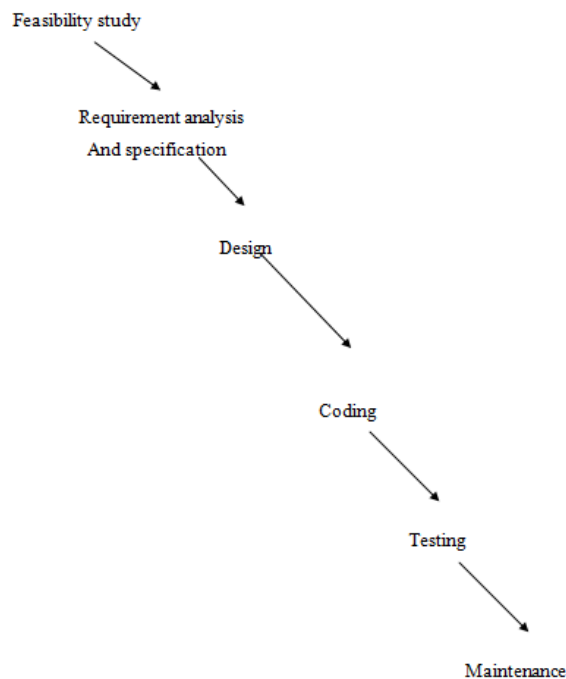 Feasibility study
Requirement analysis
And specification
Design
Coding
Testing
Maintenance